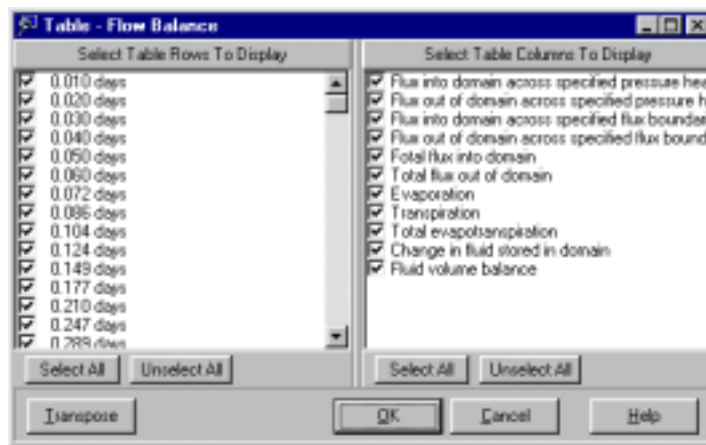 Table - Flow Balance
Select Table Rows To Display
0.010 days
0.020 days
0.030 days
0.040 days
0.050 days
0.060 days
0.072 days
0.086 days
0.104 days
0.124 days
0.149 days
0.177 days
0.210 days
0.247 days
0.289 days
Select All Unselect All
Select Table Columns To Display
Flux into domain across specified pressure hea
Flux out of domain across specified pressure h
Flux into domain across specified flux boundar
Flux out of domain across specified flux bound
Total flux into domain
Total flux out of domain
Evaporation
Transpiration
Total evapotranspiration
Change in fluid stored in domain
Fluid volume balance
Select All Unselect All
Transpose OK Cancel Help